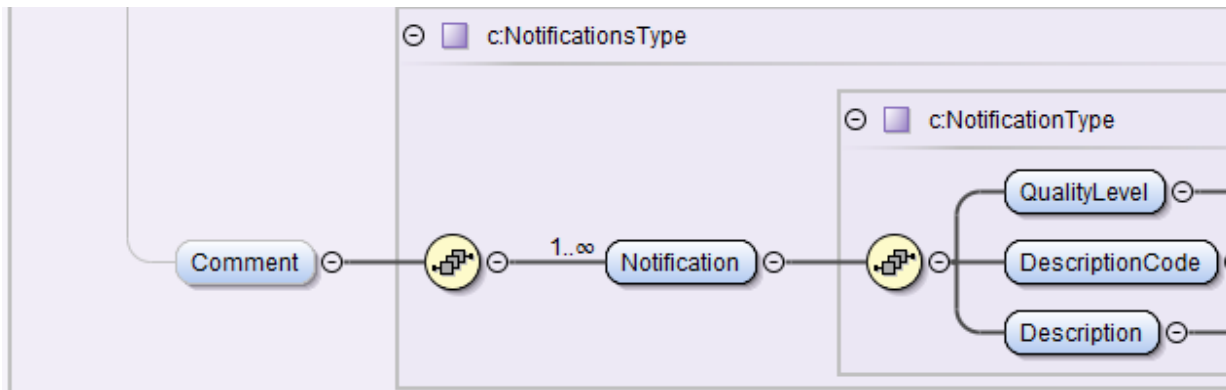 c:NotificationsType
c:NotificationType
QualityLevel
Comment
1..∞
Notification
DescriptionCode
Description